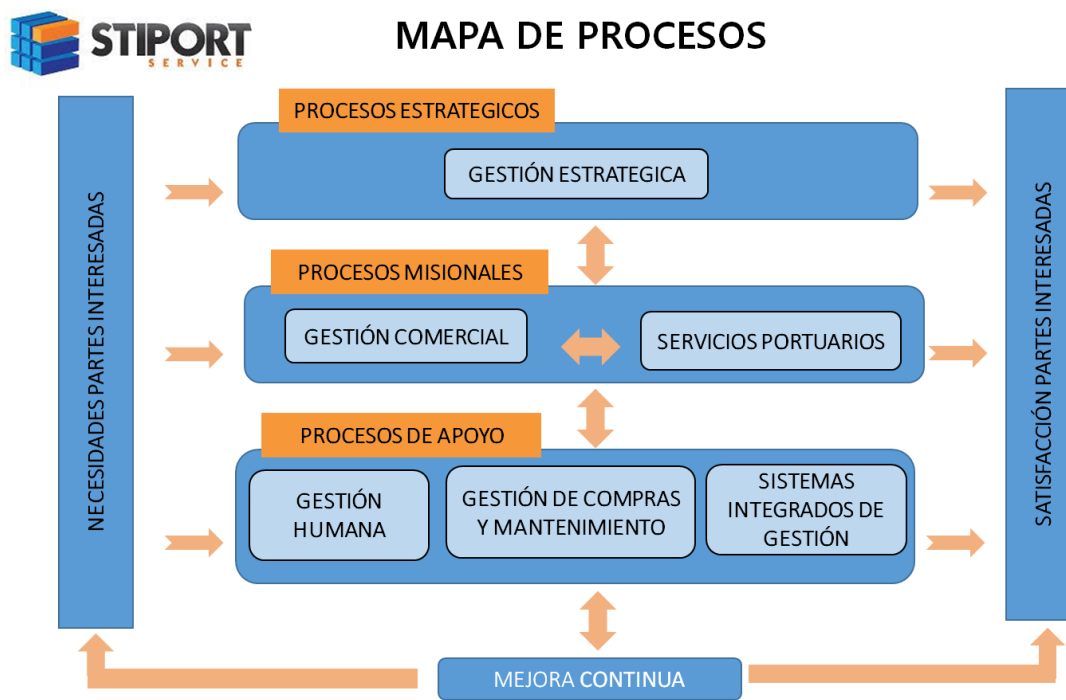 STIPORT
SERVICE
MAPA DE PROCESOS
NECESIDADES PARTES INTERESADAS
PROCESOS ESTRATEGICOS
GESTIÓN ESTRATEGICA
PROCESOS MISIONALES
GESTIÓN COMERCIAL
SERVICIOS PORTUARIOS
PROCESOS DE APOYO
GESTIÓN
HUMANA
GESTIÓN DE COMPRAS
Y MANTENIMIENTO
SISTEMAS
INTEGRADOS DE
GESTIÓN
SATISFACCIÓN PARTES INTERESADAS
MEJORA CONTINUA